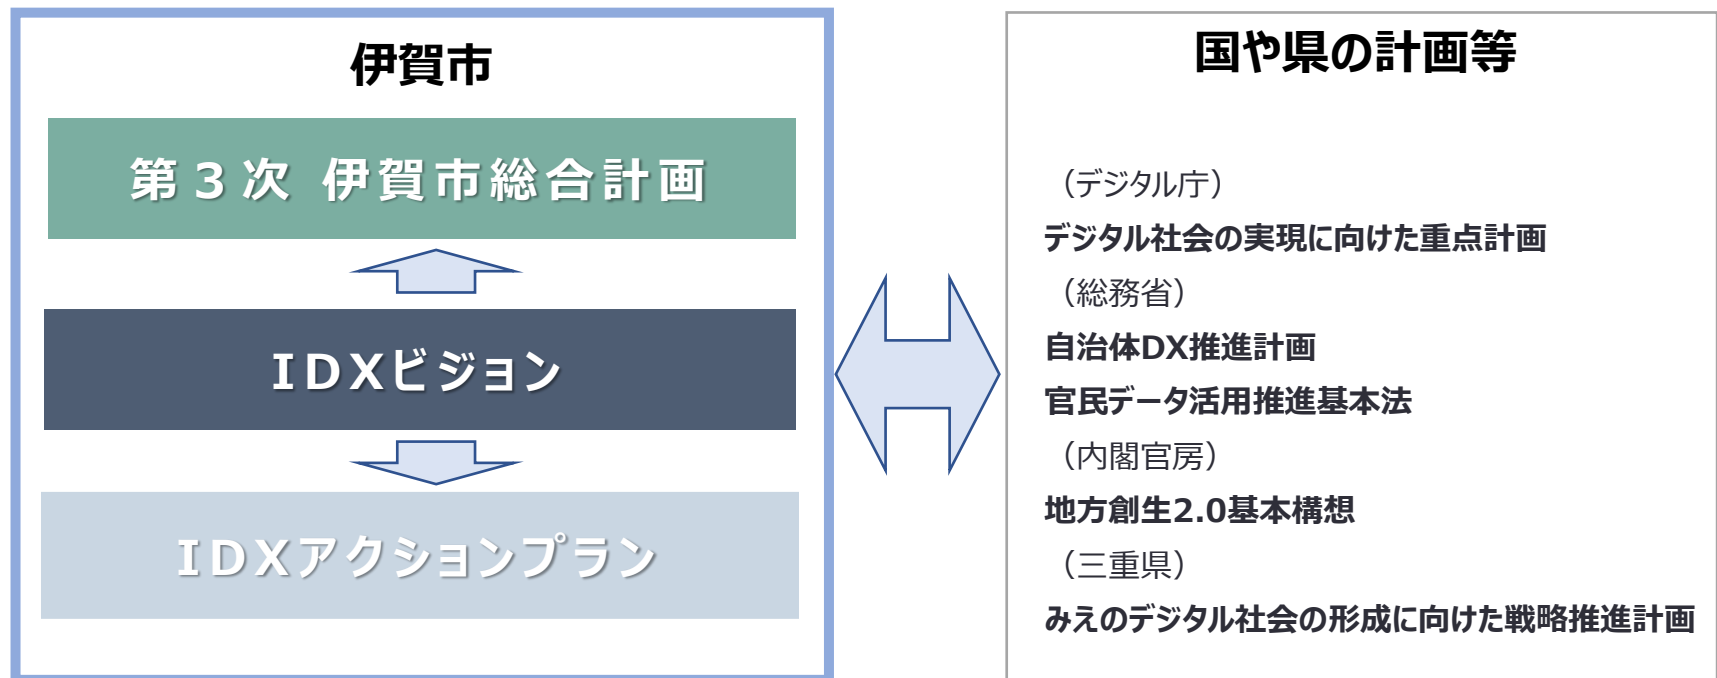 伊賀市
第３次 伊賀市総合計画
ＩＤＸビジョン
ＩＤＸアクションプラン
国や県の計画等
（デジタル庁）
デジタル社会の実現に向けた重点計画
（総務省）
自治体DX推進計画
官民データ活用推進基本法
（内閣官房）
地方創生2.0基本構想
（三重県）
みえのデジタル社会の形成に向けた戦略推進計画